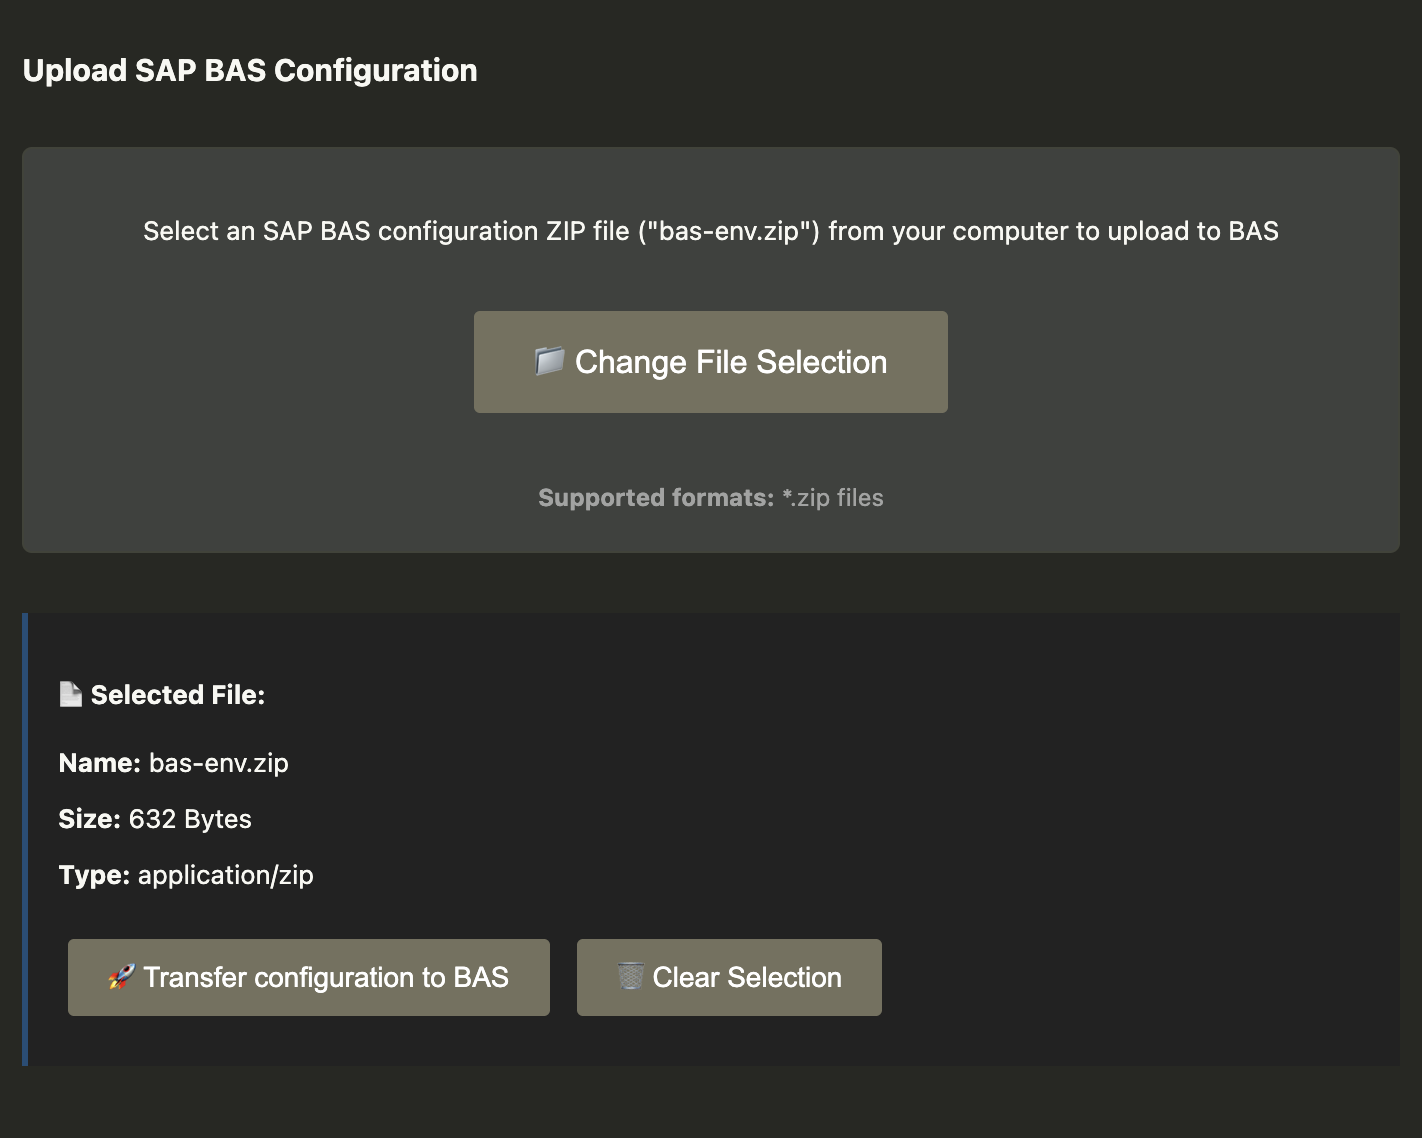 Upload SAP BAS Configuration
Select an SAP BAS configuration ZIP file ("bas-env.zip") from your computer to upload to BAS
Change File Selection
Supported formats: *.zip files
Selected File:
Name: bas-env.zip
Size: 632 Bytes
Type: application/zip
Transfer configuration to BAS
Clear Selection